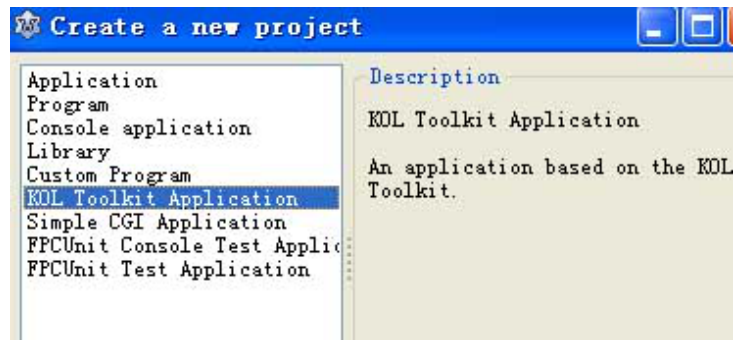 Create a new project
Application
Program
Console application
Library
Custom Program
KOL Toolkit Application
Simple CGI Application
FPCUnit Console Test Applic
FPCUnit Test Application
Description
KOL Toolkit Application
An application based on the KOL
Toolkit.